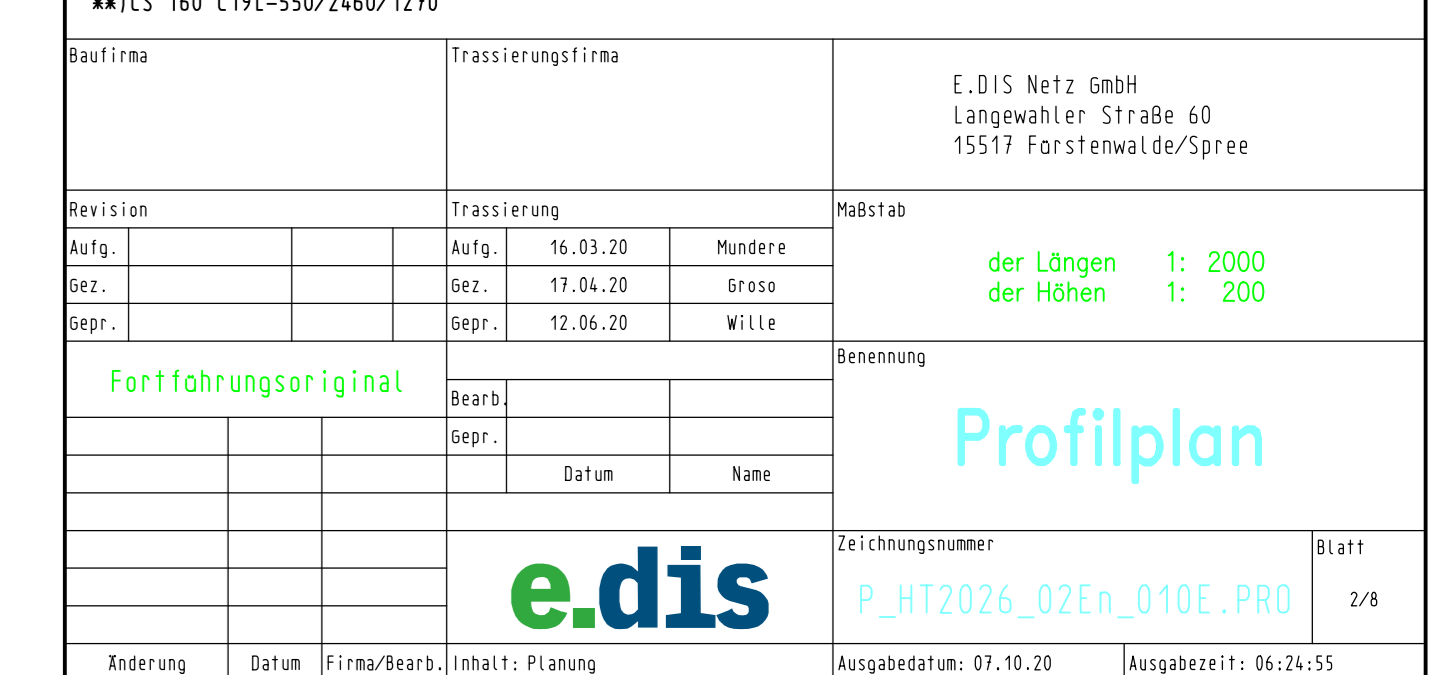 160
Baufirma
Trassierungsfirma
E.DIS Netz GmbH
Langewahler Straße 60
15517 Fürstenwalde/Spree
Revision
Trassierung
Maßstab
Aufg.
Aufg. 16.03.20 Mundere
Gez.
Gez. 17.04.20 Groso
Gepr.
Gepr. 12.06.20 Wille
der Längen 1: 2000
der Höhen 1: 200
Fortführungsoriginal
Benennung
Bearb.
Gepr.
Datum Name
Profilplan
e.dis
Zeichnungsnummer
P_HT2026_02En_010E.PRO
Blatt
2/8
Änderung Datum Firma/Bearb.
Inhalt: Planung
Ausgabedatum: 07.10.20
Ausgabezeit: 06:24:55